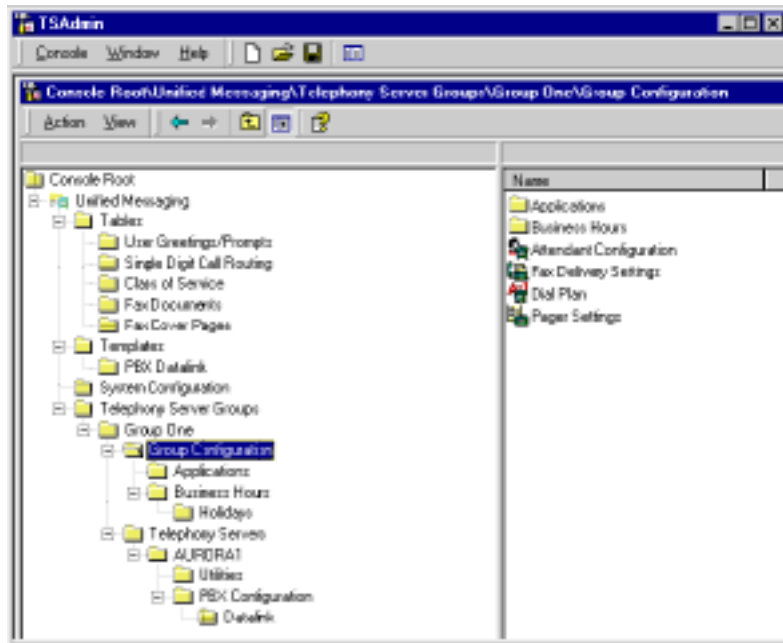 TSAdmin
Console Window Help
Console Root\Unified Messaging\Telephony Server Groups\Group One\Group Configuration
Action View
Console Root
Unified Messaging
Tables
User Greetings/Prompts
Single Digit Call Routing
Class of Service
Fax Documents
Fax Cover Pages
Templates
PBX Datalink
System Configuration
Telephony Server Groups
Group One
Group Configuration
Applications
Business Hours
Holidays
Telephony Servers
AURORA1
Utilities
PBX Configuration
Datalink
Name
Applications
Business Hours
Attendant Configuration
Fax Delivery Settings
Dial Plan
Pager Settings